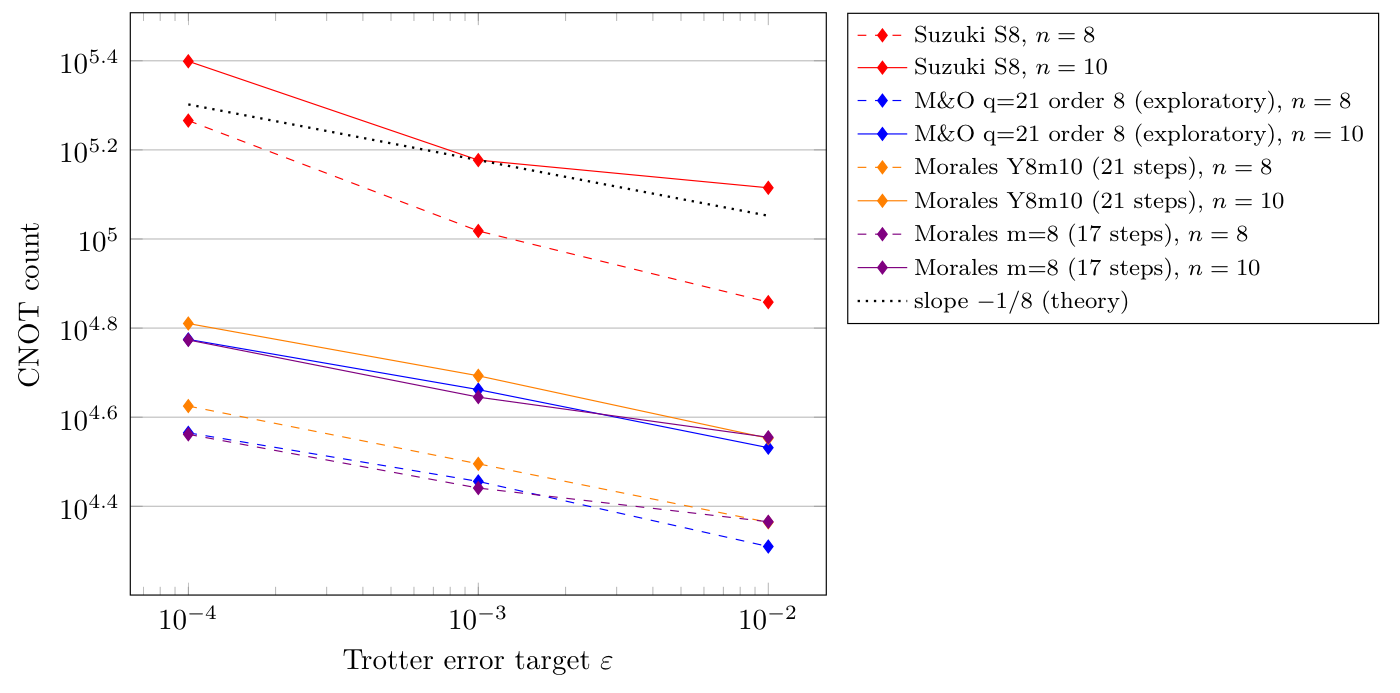 10^5.4
10^5.2
10^5
10^4.8
10^4.6
10^4.4
CNOT count
10^−4
10^−3
10^−2
Trotter error target ε
Suzuki S8, n = 8
Suzuki S8, n = 10
M&O q=21 order 8 (exploratory), n = 8
M&O q=21 order 8 (exploratory), n = 10
Morales Y8m10 (21 steps), n = 8
Morales Y8m10 (21 steps), n = 10
Morales m=8 (17 steps), n = 8
Morales m=8 (17 steps), n = 10
slope −1/8 (theory)